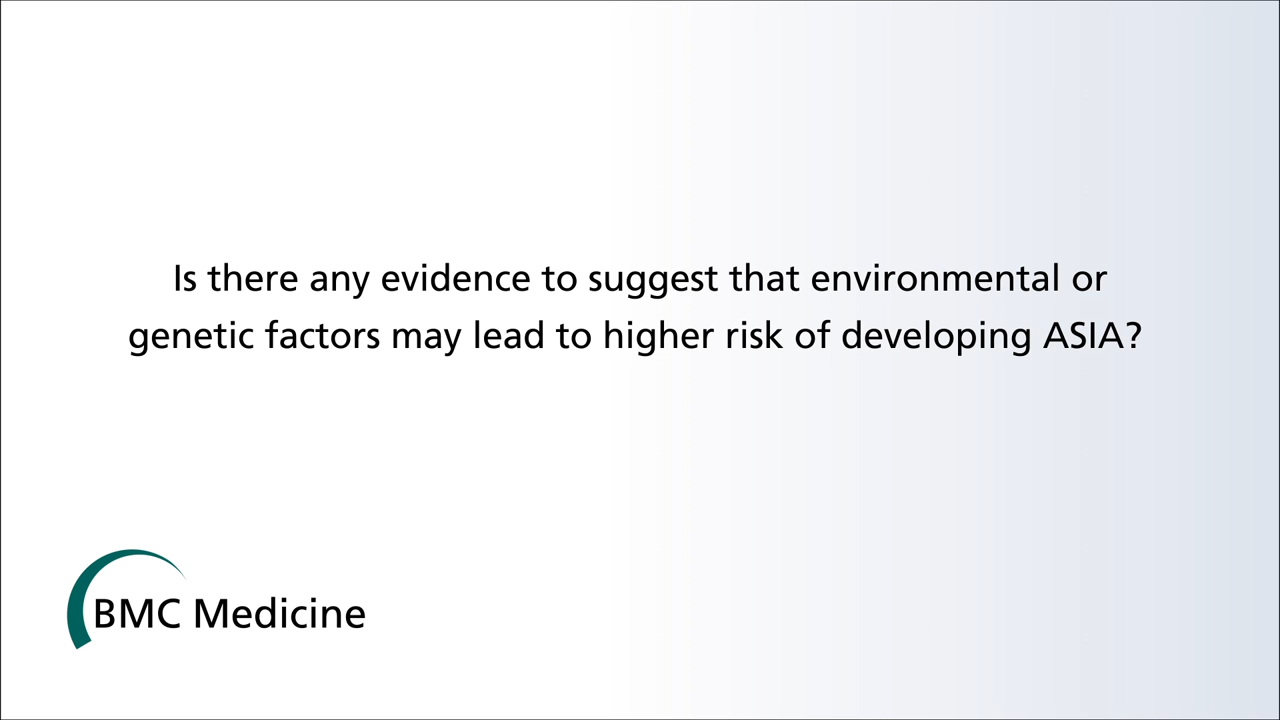 Is there any evidence to suggest that environmental or
genetic factors may lead to higher risk of developing ASIA?
BMC Medicine